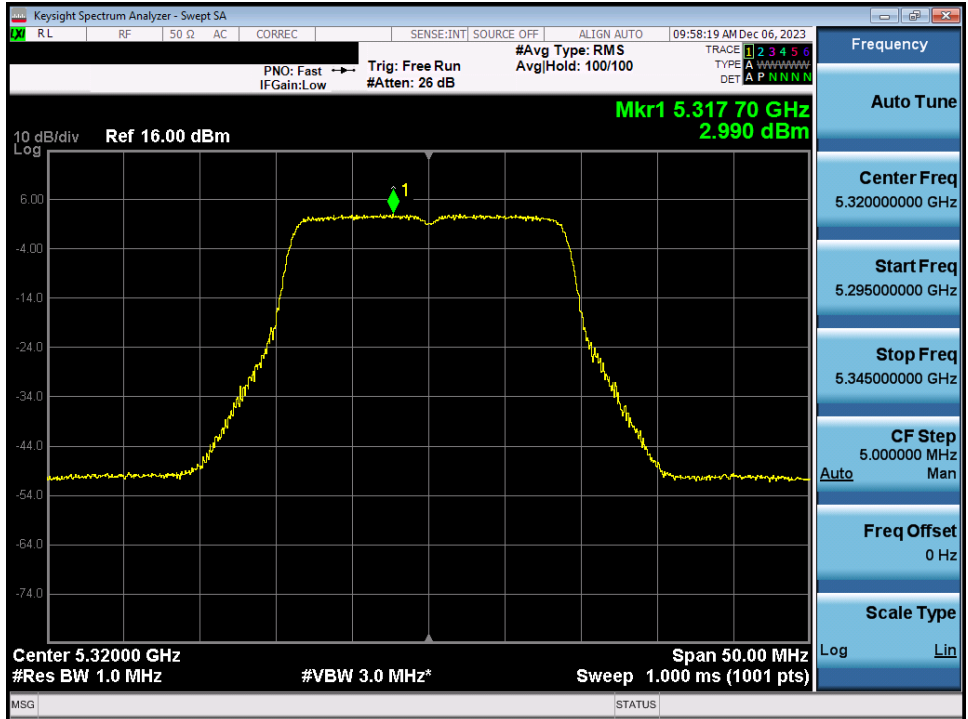 Keysight Spectrum Analyzer - Swept SA
LXI RL RF 50 Ω AC CORREC SENSE:INT SOURCE OFF ALIGN AUTO 09:58:19 AM Dec 06, 2023
PNO: Fast
IFGain:Low
Trig: Free Run
#Atten: 26 dB
#Avg Type: RMS
Avg|Hold: 100/100
TRACE 1 2 3 4 5 6
TYPE A WWWWW
DET A P N N N N
Mkr1 5.317 70 GHz
2.990 dBm
10 dB/div Ref 16.00 dBm
Log
1
6.00
-4.00
-14.0
-24.0
-34.0
-44.0
-54.0
-64.0
-74.0
Center 5.32000 GHz Span 50.00 MHz
#Res BW 1.0 MHz #VBW 3.0 MHz* Sweep 1.000 ms (1001 pts)
MSG STATUS
Frequency
Auto Tune
Center Freq
5.320000000 GHz
Start Freq
5.295000000 GHz
Stop Freq
5.345000000 GHz
CF Step
5.000000 MHz
Auto Man
Freq Offset
0 Hz
Scale Type
Log Lin